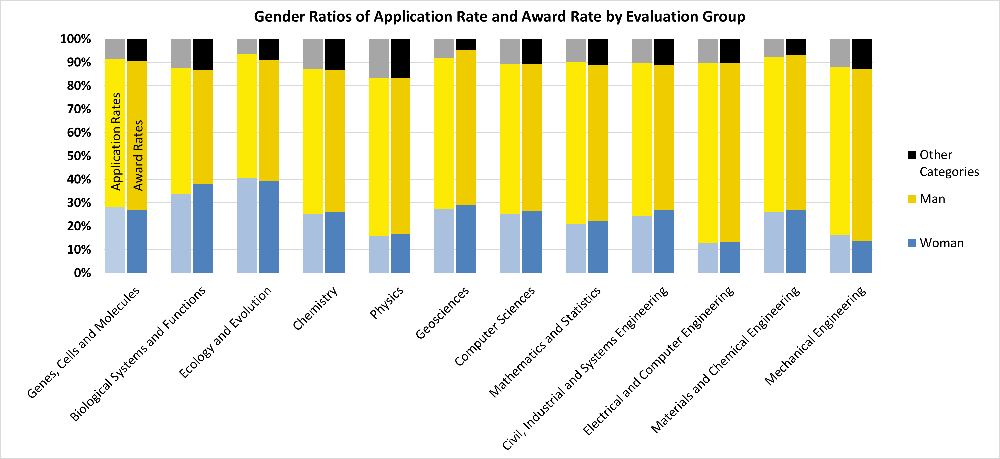 Gender Ratios of Application Rate and Award Rate by Evaluation Group
100%
90%
80%
70%
60%
50%
40%
30%
20%
10%
0%
Application Rates
Award Rates
Genes, Cells and Molecules
Biological Systems and Functions
Ecology and Evolution
Chemistry
Physics
Geosciences
Computer Sciences
Mathematics and Statistics
Civil, Industrial and Systems Engineering
Electrical and Computer Engineering
Materials and Chemical Engineering
Mechanical Engineering
Other
Categories
Man
Woman